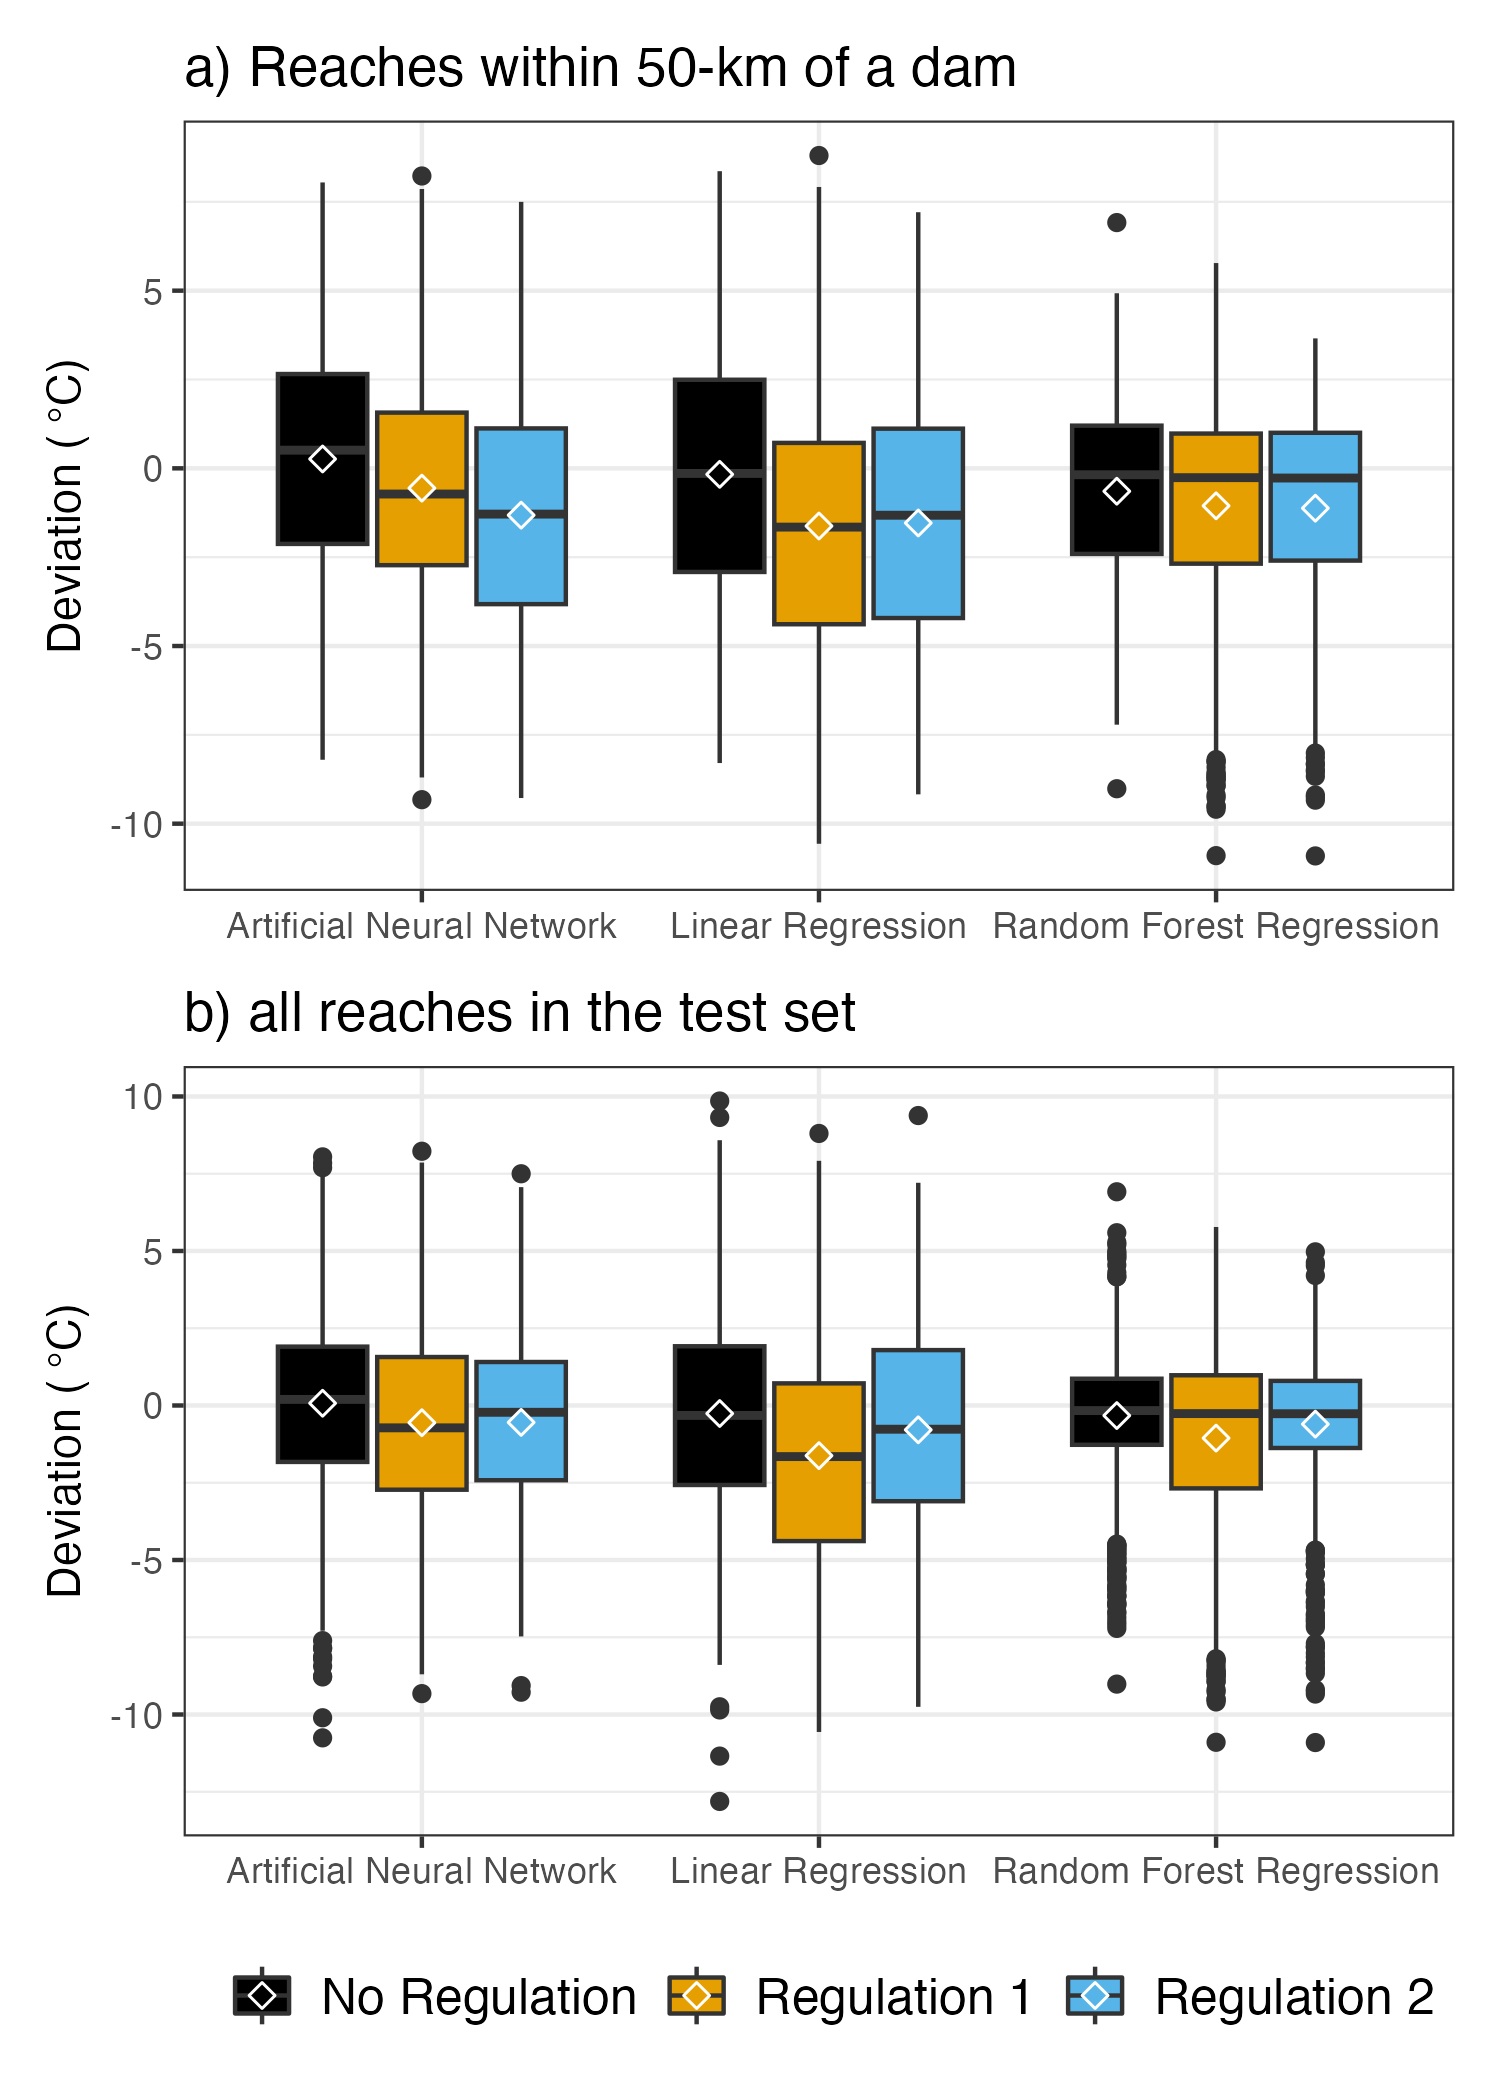 a) Reaches within 50-km of a dam
Deviation ( °C)
5
0
-5
-10
Artificial Neural Network
Linear Regression
Random Forest Regression
b) all reaches in the test set
Deviation ( °C)
10
5
0
-5
-10
Artificial Neural Network
Linear Regression
Random Forest Regression
No Regulation
Regulation 1
Regulation 2